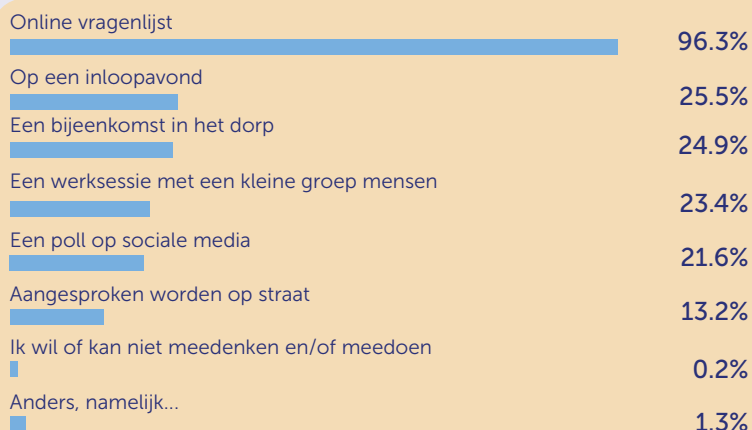 Online vragenlijst
96.3%
Op een inloopavond
25.5%
Een bijeenkomst in het dorp
24.9%
Een werksessie met een kleine groep mensen
23.4%
Een poll op sociale media
21.6%
Aangesproken worden op straat
13.2%
Ik wil of kan niet meedenken en/of meedoen
0.2%
Anders, namelijk...
1.3%